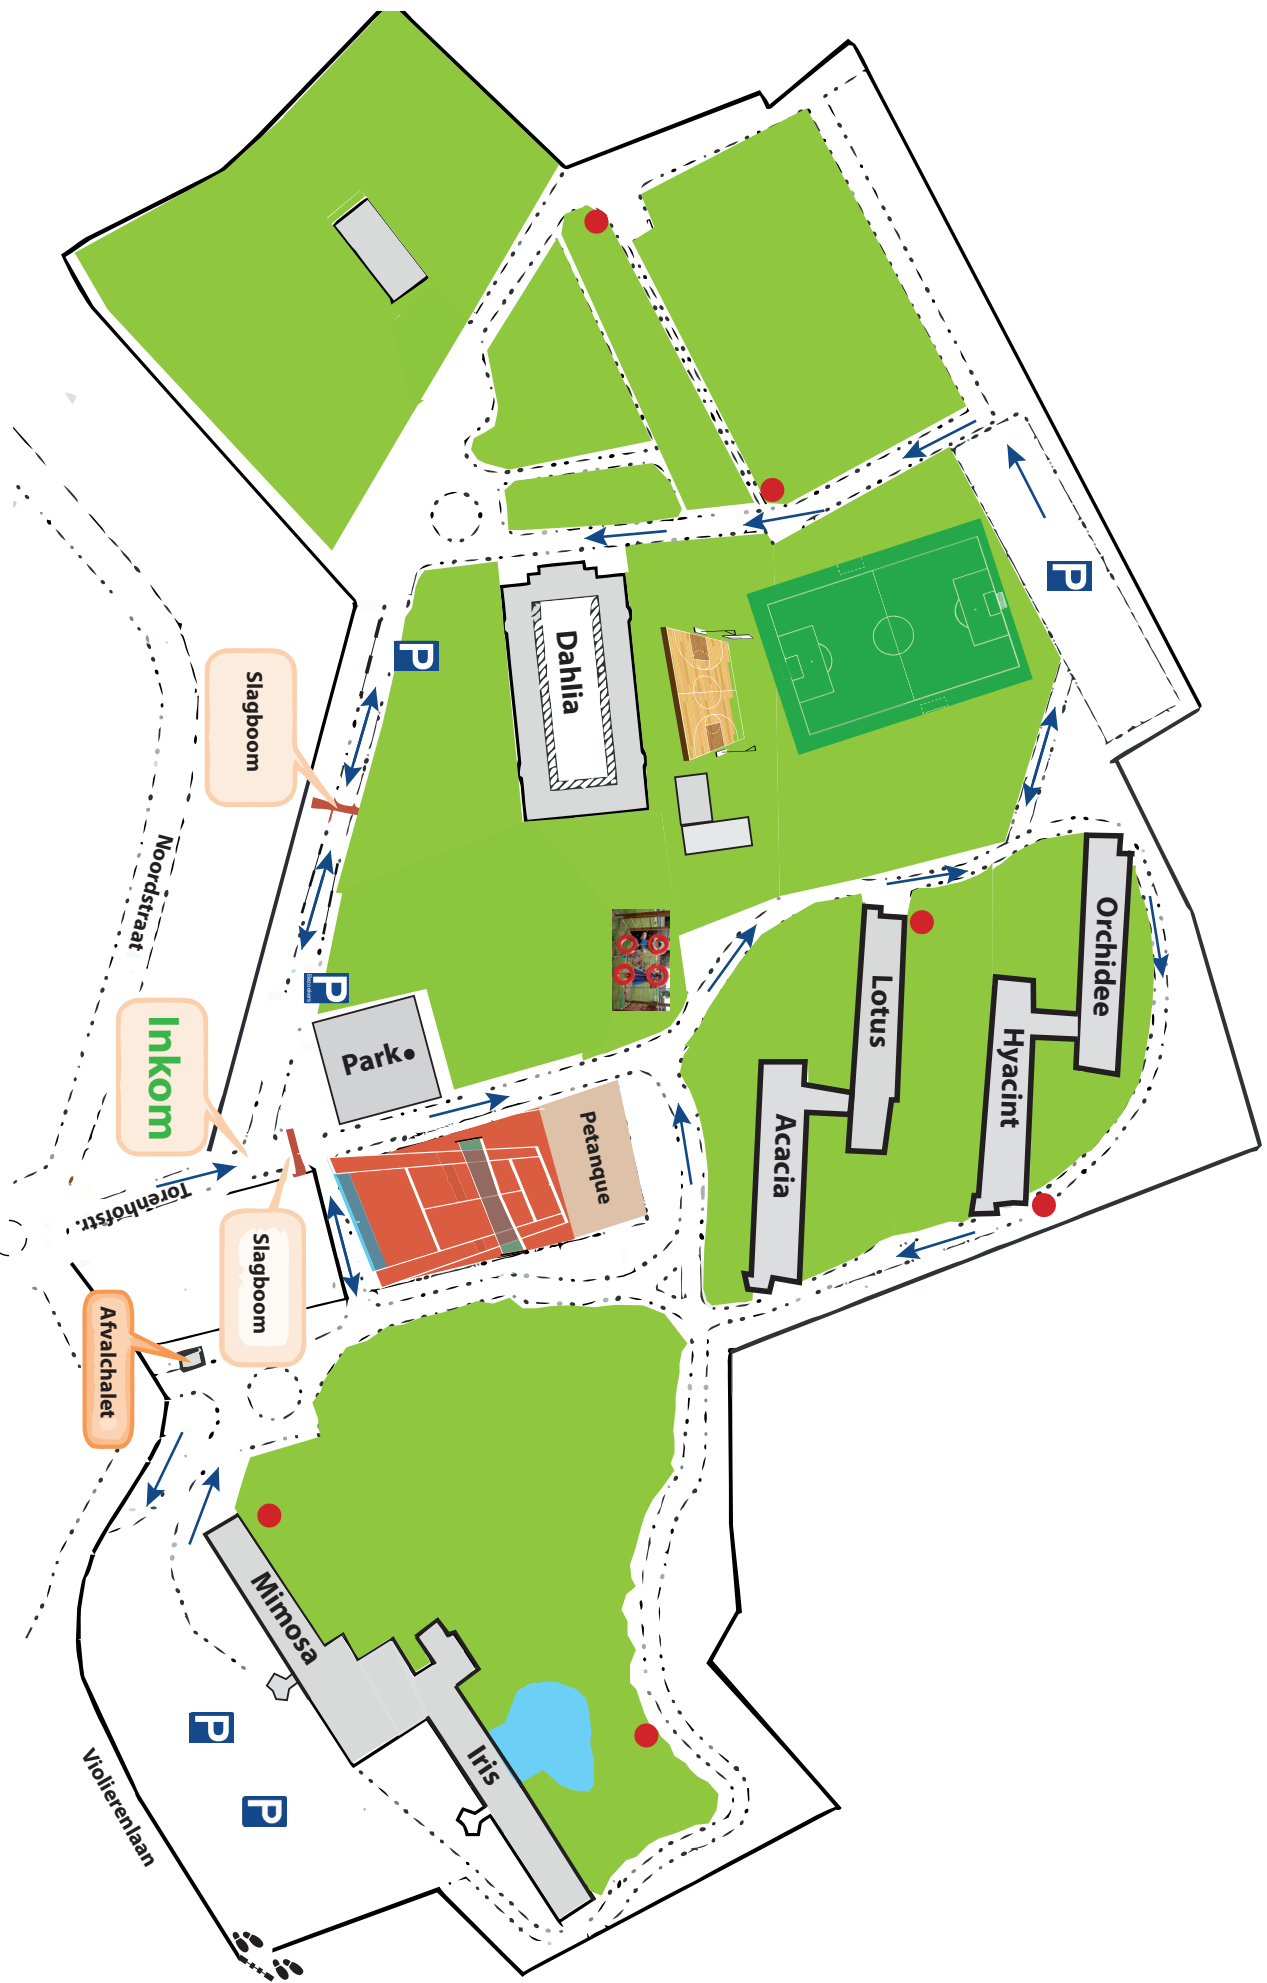 P
P
Dahlia
Slagboom
Noordstraat
Orchidee
Lotus
Hyacint
P
Inkom
Park.
Petanque
Acacia
Torenhofstr.
Slagboom
Afvalchalet
Mimosa
Iris
P
P
Violierenlaan